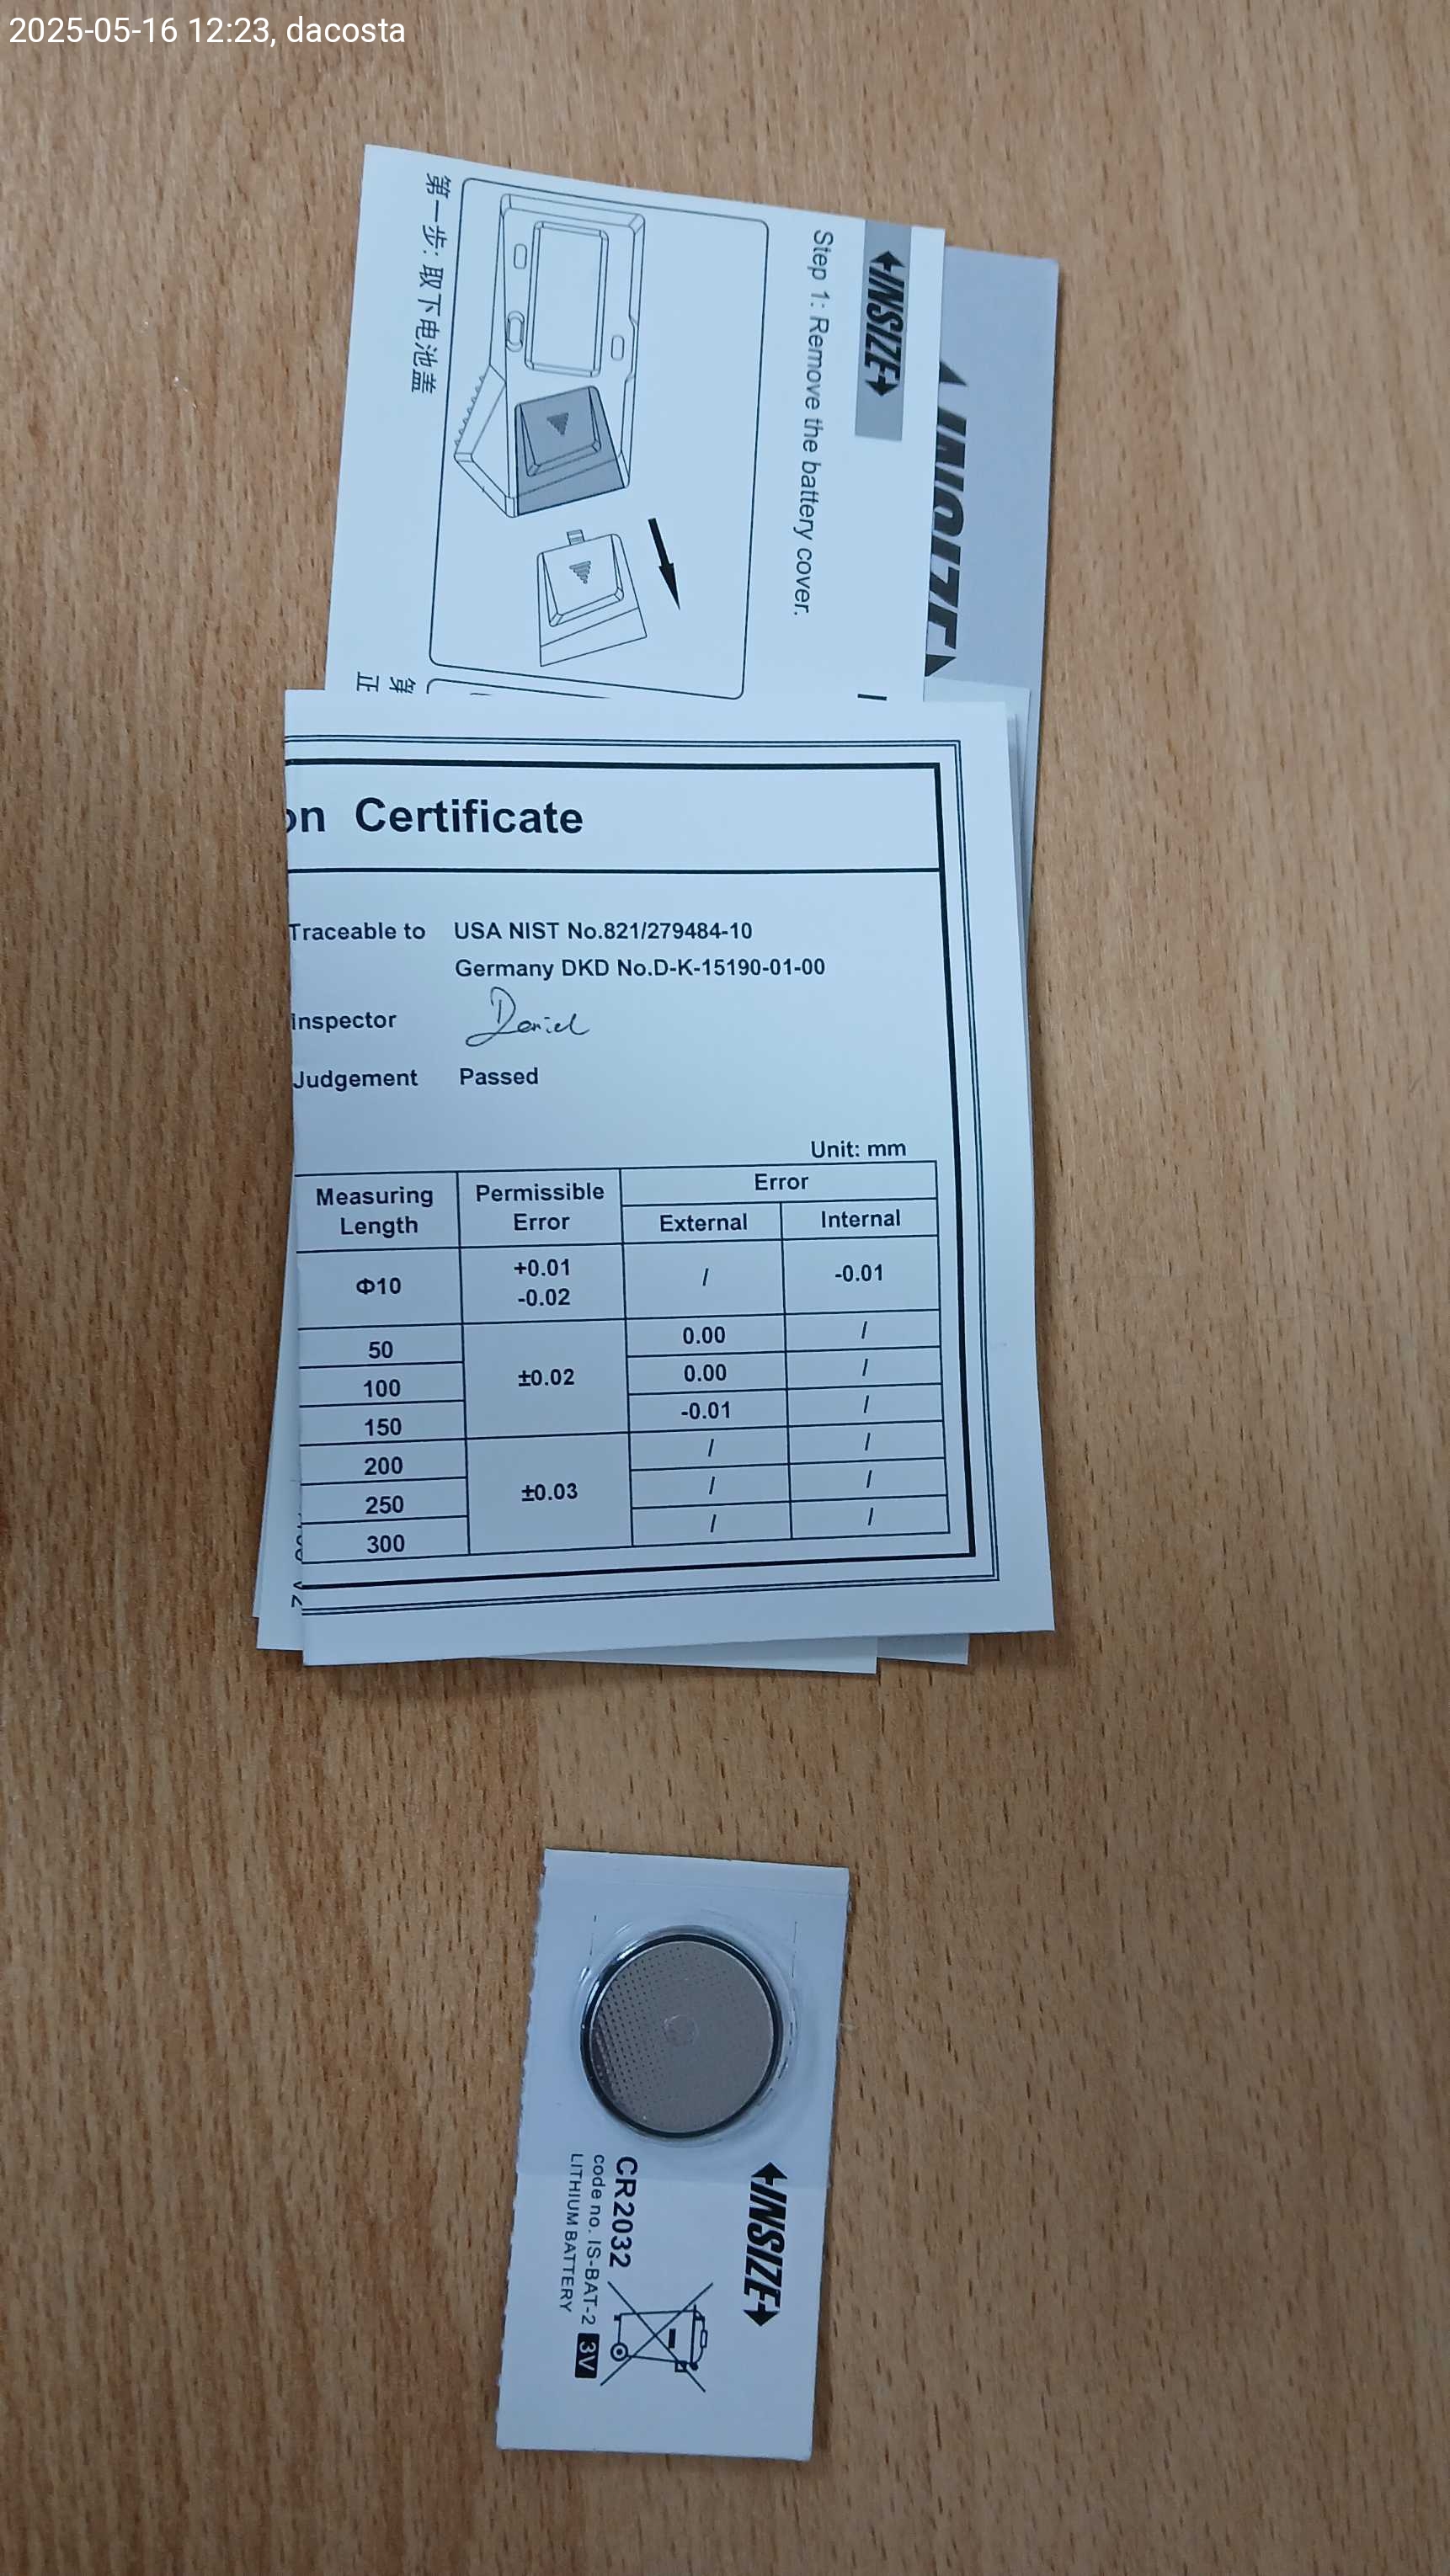 2025-05-16 12:23, dacosta
INSIZE
INSIZE
Step 1: Remove the battery cover.
第一步: 取下电池盖
第
正
on Certificate
Traceable to USA NIST No.821/279484-10
Germany DKD No.D-K-15190-01-00
Inspector Daniel
Judgement Passed
Unit: mm
Measuring Length Permissible Error Error
External Internal
Φ10 +0.01 -0.02 / -0.01
50 ±0.02 0.00 /
100 0.00 /
150 -0.01 /
200 ±0.03 / /
250 / /
300 / /
INSIZE
CR2032
code no. IS-BAT-2 3V
LITHIUM BATTERY